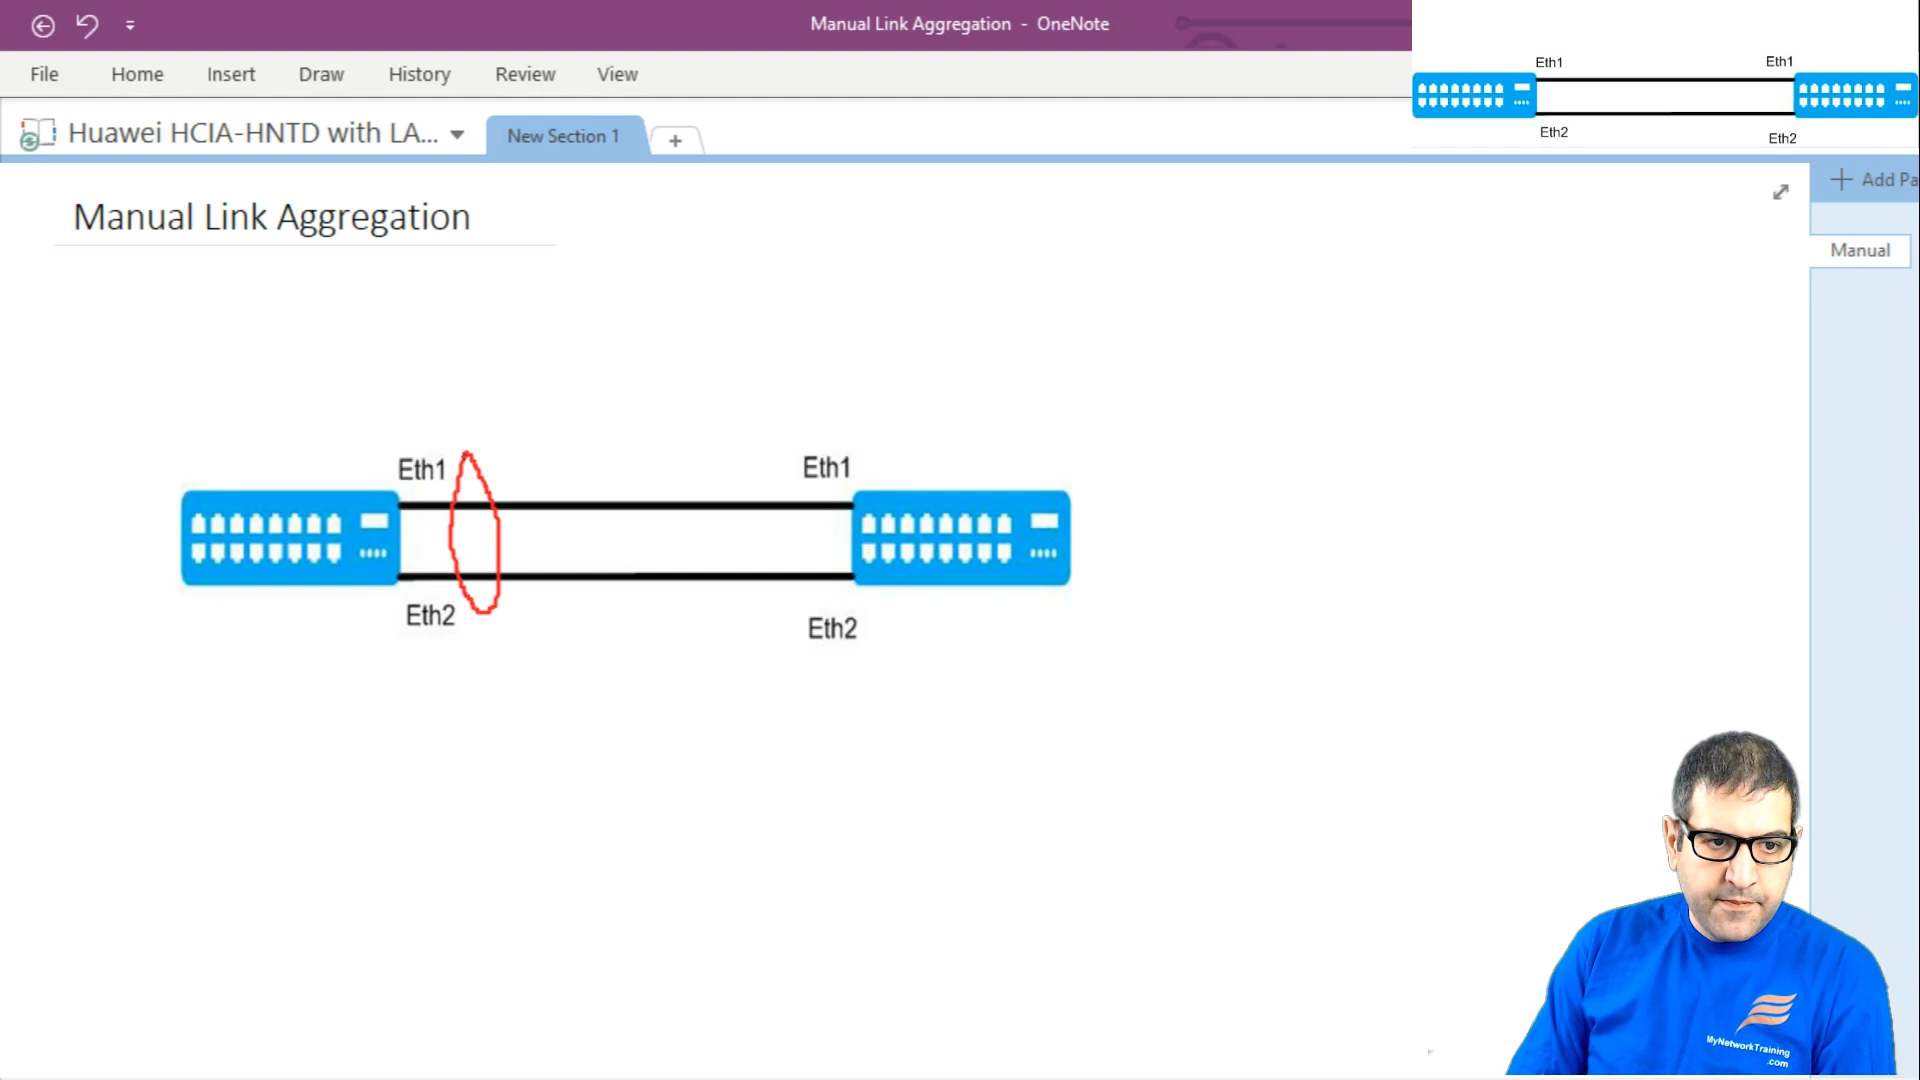 Manual Link Aggregation - OneNote
File Home Insert Draw History Review View
Huawei HCIA-HNTD with LA... New Section 1 +
Eth1 Eth1
Eth2 Eth2
Add Pa
Manual
Manual Link Aggregation
Eth1 Eth1
Eth2 Eth2
MyNetworkTraining
.com